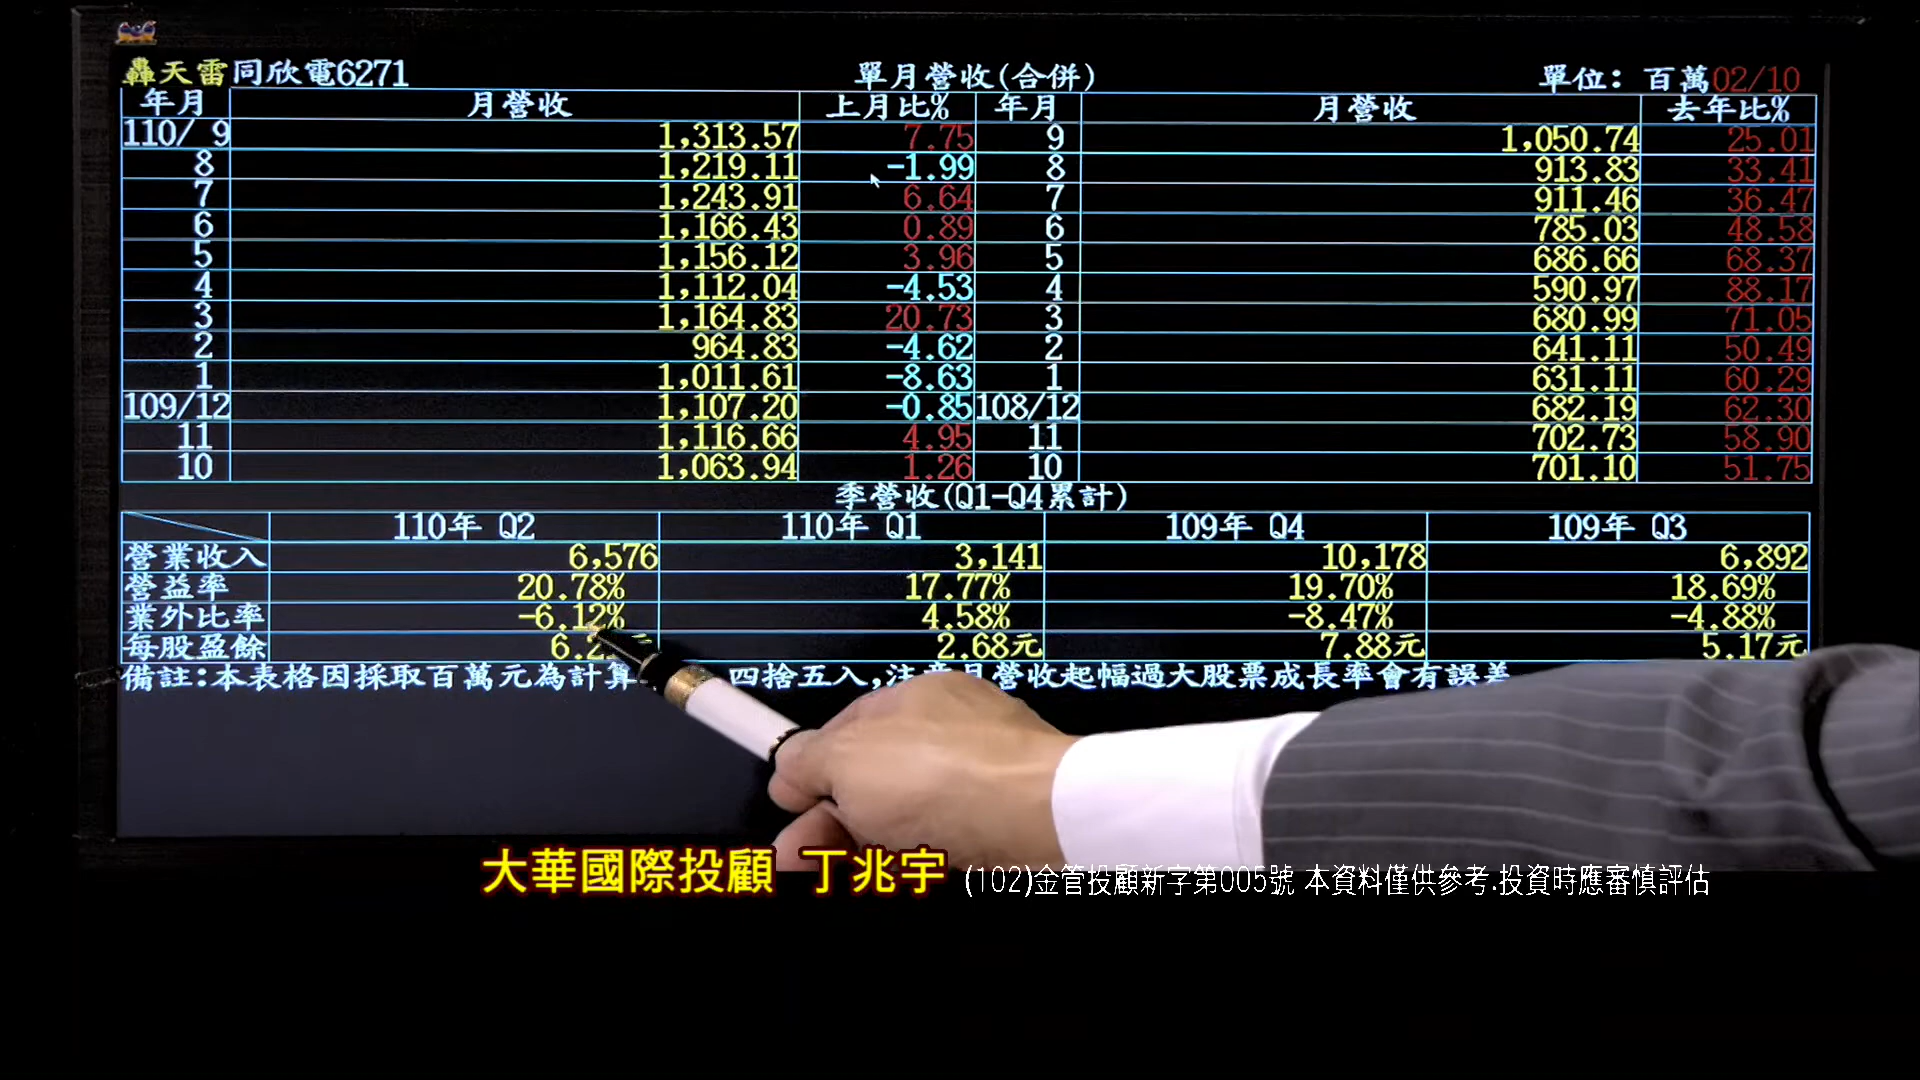 轟天雷同欣電6271 單月營收(合併) 單位: 百萬02/10
年月 月營收 上月比% 年月 月營收 去年比%
110/ 9 1,313.57 7.75 9 1,050.74 25.01
8 1,219.11 -1.99 8 913.83 33.41
7 1,243.91 6.64 7 911.46 36.47
6 1,166.43 0.89 6 785.03 48.58
5 1,156.12 3.96 5 686.66 68.37
4 1,112.04 -4.53 4 590.97 88.17
3 1,164.83 20.73 3 680.99 71.05
2 964.83 -4.62 2 641.11 50.49
1 1,011.61 -8.63 1 631.11 60.29
109/12 1,107.20 -0.85 108/12 682.19 62.30
11 1,116.66 4.95 11 702.73 58.90
10 1,063.94 1.26 10 701.10 51.75
季營收(Q1-Q4累計)
110年 Q2 110年 Q1 109年 Q4 109年 Q3
營業收入 6,576 3,141 10,178 6,892
營益率 20.78% 17.77% 19.70% 18.69%
業外比率 -6.12% 4.58% -8.47% -4.88%
每股盈餘 2.68元 7.88元 5.17元
備註:本表格因採取百萬元為計算 四捨五入,注意月營收起幅過大股票成長率會有誤差
大華國際投顧 丁兆宇 (102)金管投顧新字第005號 本資料僅供參考.投資時應審慎評估